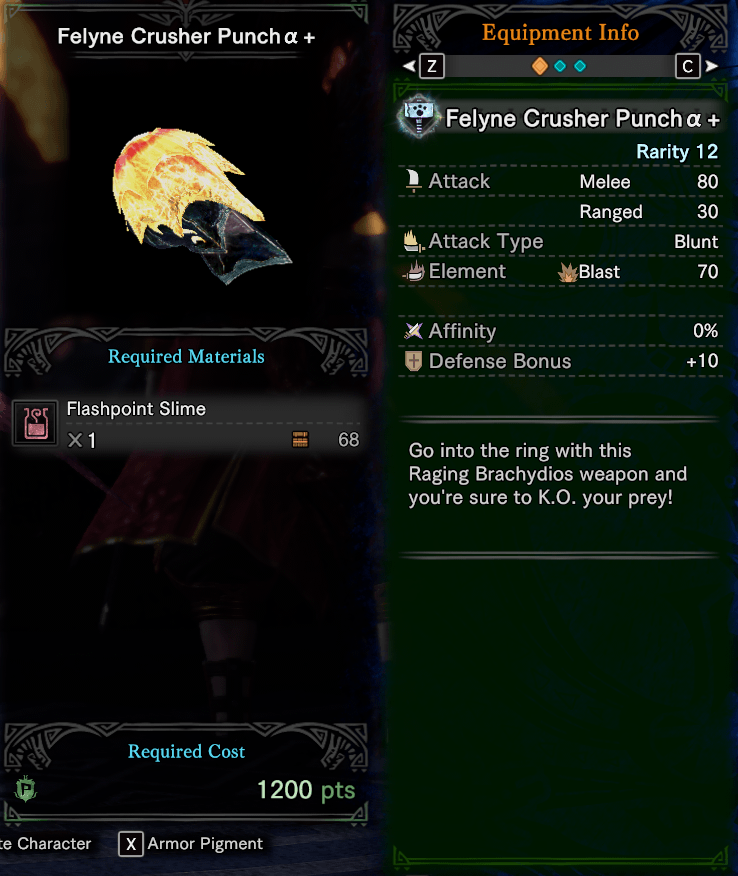 Felyne Crusher Punch α +
Required Materials
Flashpoint Slime
× 1 68
Required Cost
P 1200 pts
te Character X Armor Pigment
Equipment Info
Z C
Felyne Crusher Punch α +
Rarity 12
Attack Melee 80
Ranged 30
Attack Type Blunt
Element Blast 70
Affinity 0%
Defense Bonus +10
Go into the ring with this
Raging Brachydios weapon and
you're sure to K.O. your prey!